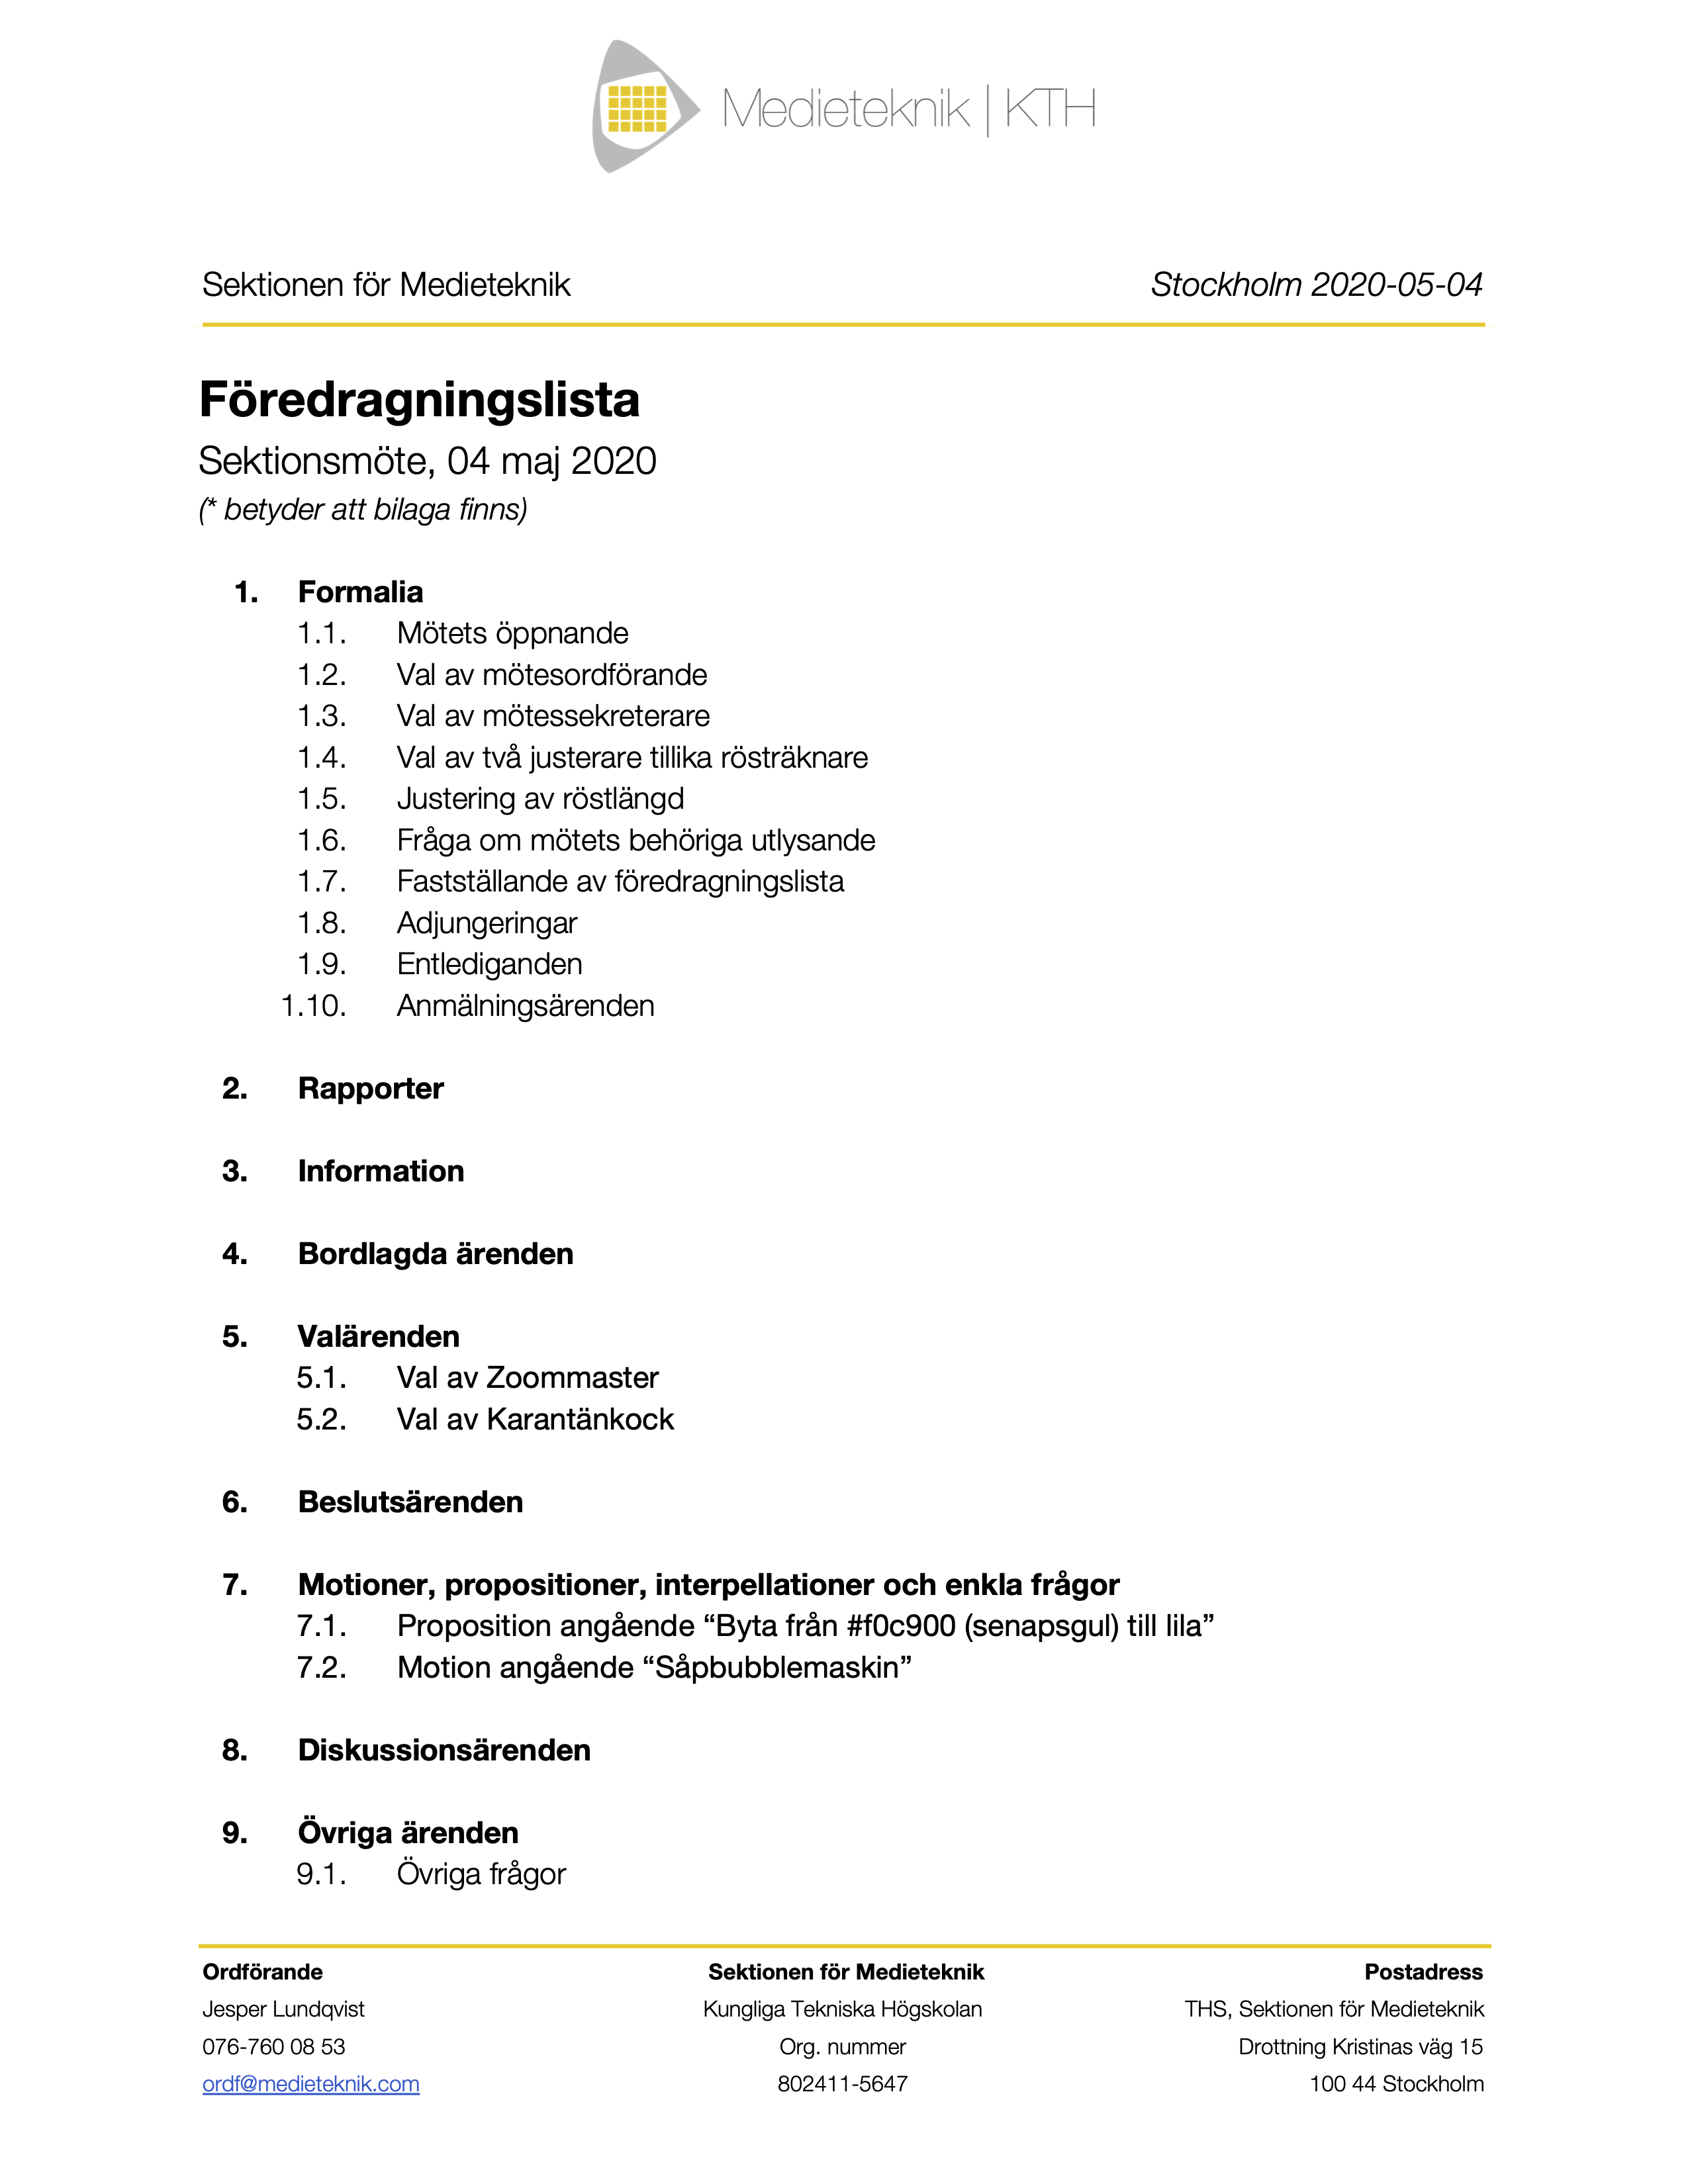 Medieteknik | KTH
Sektionen för Medieteknik Stockholm 2020-05-04
Föredragningslista
Sektionsmöte, 04 maj 2020
(* betyder att bilaga finns)
1. Formalia
1.1. Mötets öppnande
1.2. Val av mötesordförande
1.3. Val av mötessekreterare
1.4. Val av två justerare tillika rösträknare
1.5. Justering av röstlängd
1.6. Fråga om mötets behöriga utlysande
1.7. Fastställande av föredragningslista
1.8. Adjungeringar
1.9. Entlediganden
1.10. Anmälningsärenden
2. Rapporter
3. Information
4. Bordlagda ärenden
5. Valärenden
5.1. Val av Zoommaster
5.2. Val av Karantänkock
6. Beslutsärenden
7. Motioner, propositioner, interpellationer och enkla frågor
7.1. Proposition angående “Byta från #f0c900 (senapsgul) till lila”
7.2. Motion angående “Såpbubblemaskin”
8. Diskussionsärenden
9. Övriga ärenden
9.1. Övriga frågor
Ordförande Sektionen för Medieteknik Postadress
Jesper Lundqvist Kungliga Tekniska Högskolan THS, Sektionen för Medieteknik
076-760 08 53 Org. nummer Drottning Kristinas väg 15
ordf@medieteknik.com 802411-5647 100 44 Stockholm